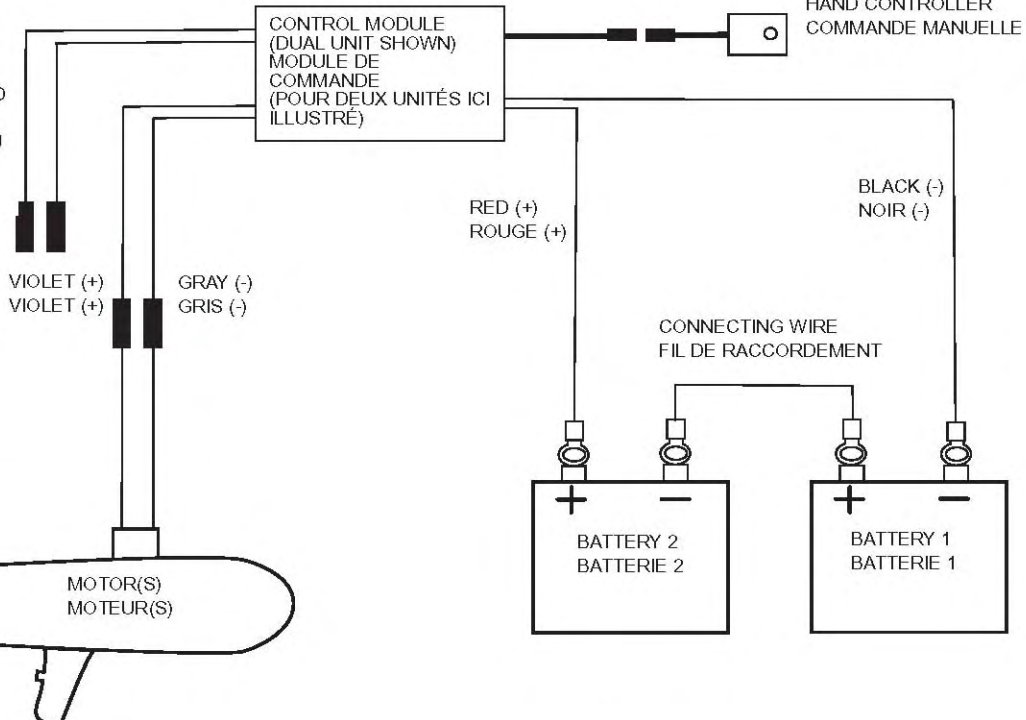 HAND CONTROLLER
COMMANDE MANUELLE
CONTROL MODULE
(DUAL UNIT SHOWN)
MODULE DE
COMMANDE
(POUR DEUX UNITÉS ICI
ILLUSTRÉ)
RED (+)
ROUGE (+)
BLACK (-)
NOIR (-)
VIOLET (+)
VIOLET (+)
GRAY (-)
GRIS (-)
CONNECTING WIRE
FIL DE RACCORDEMENT
+
—
+
—
BATTERY 2
BATTERIE 2
BATTERY 1
BATTERIE 1
MOTOR(S)
MOTEUR(S)